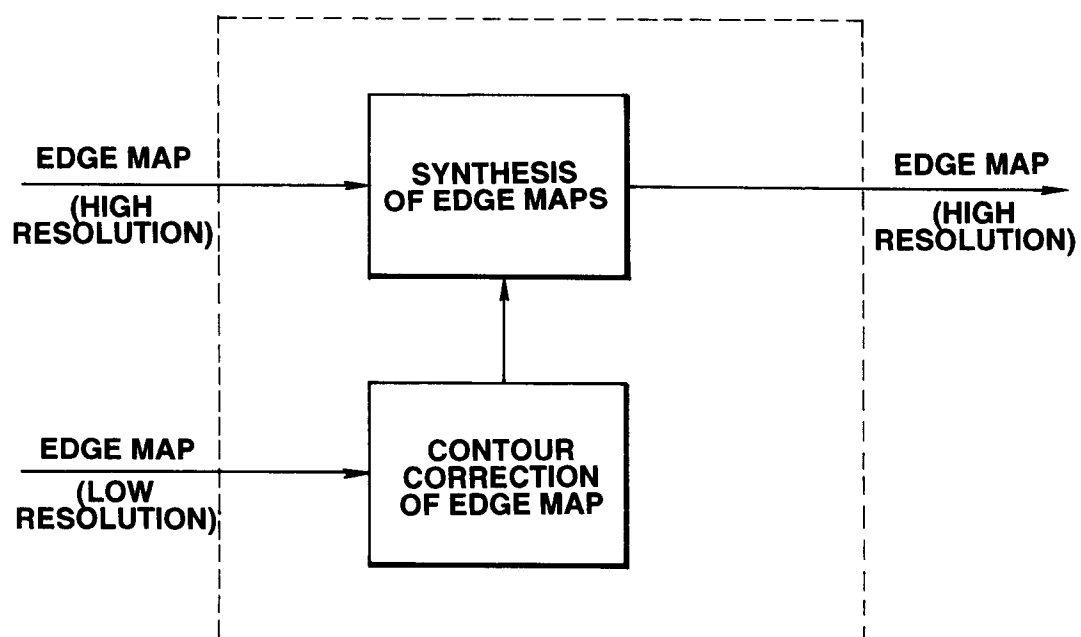 EDGE MAP
(HIGH
RESOLUTION)
SYNTHESIS
OF EDGE MAPS
EDGE MAP
(HIGH
RESOLUTION)
EDGE MAP
(LOW
RESOLUTION)
CONTOUR
CORRECTION
OF EDGE MAP